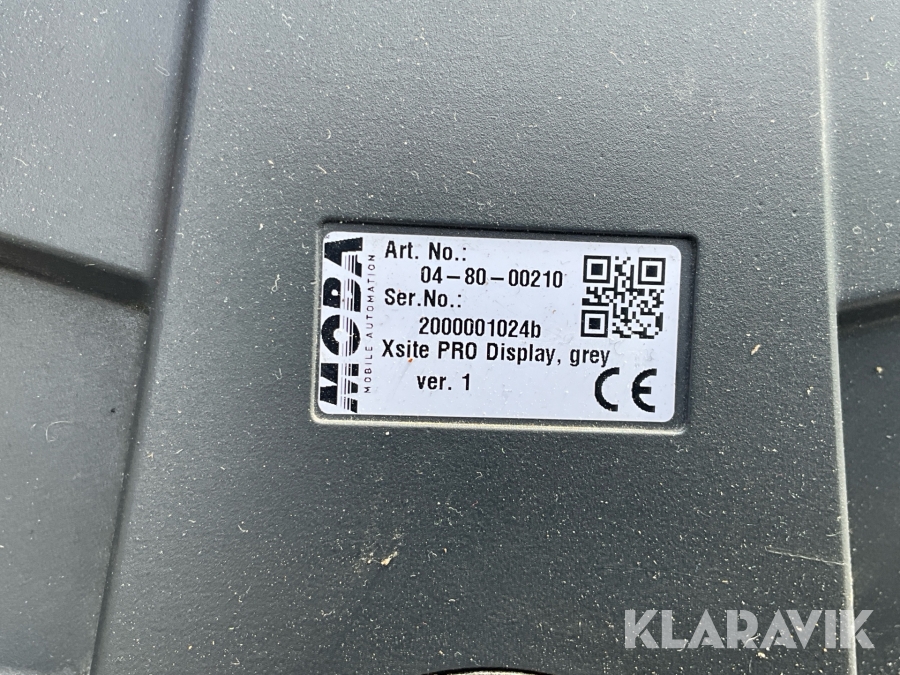 MOBA
MOBILE AUTOMATION
Art. No.:
04-80-00210
Ser.No.:
2000001024b
Xsite PRO Display, grey
ver. 1
CE
KLARAVIK